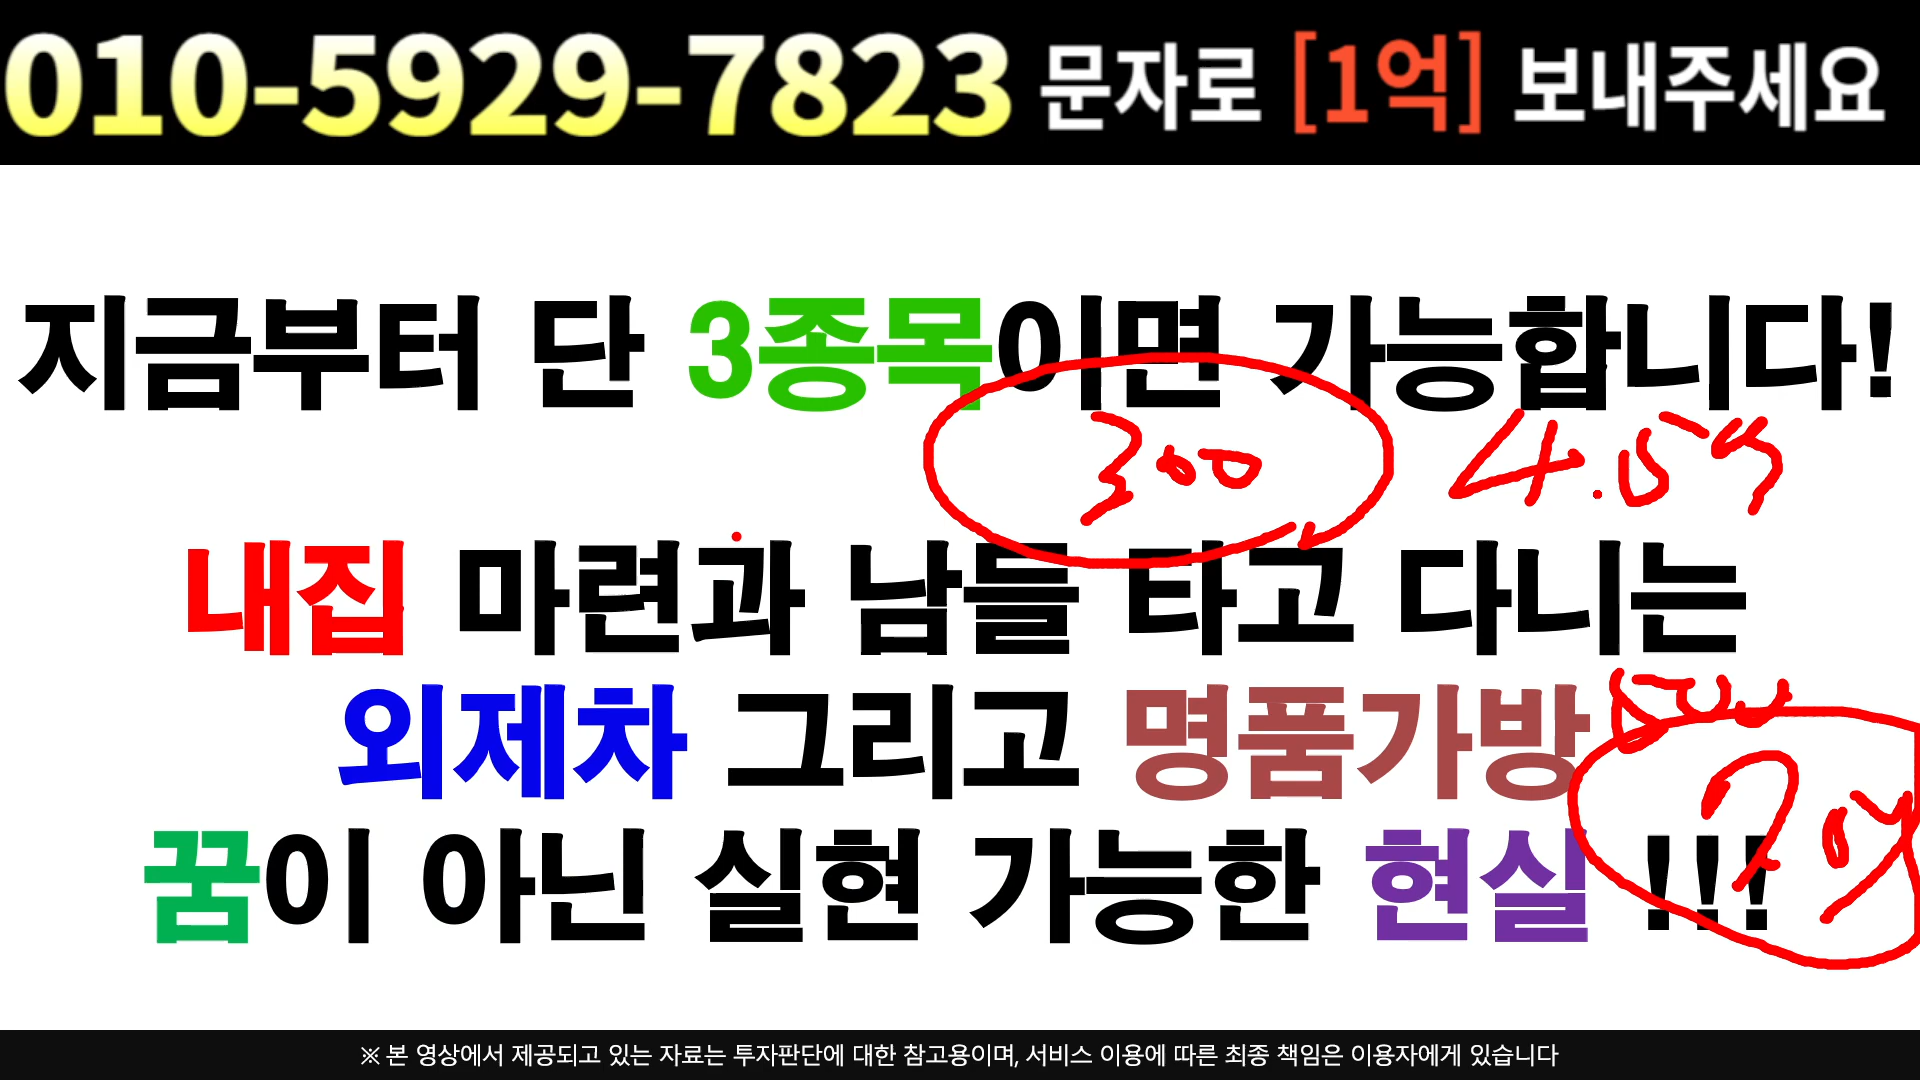 010-5929-7823 문자로 [1억] 보내주세요
지금부터 단 3종목이면 가능합니다!
300
4.5억
내집 마련과 남들 타고 다니는
외제차 그리고 명품가방
500
꿈이 아닌 실현 가능한 현실 !!!
※ 본 영상에서 제공되고 있는 자료는 투자판단에 대한 참고용이며, 서비스 이용에 따른 최종 책임은 이용자에게 있습니다